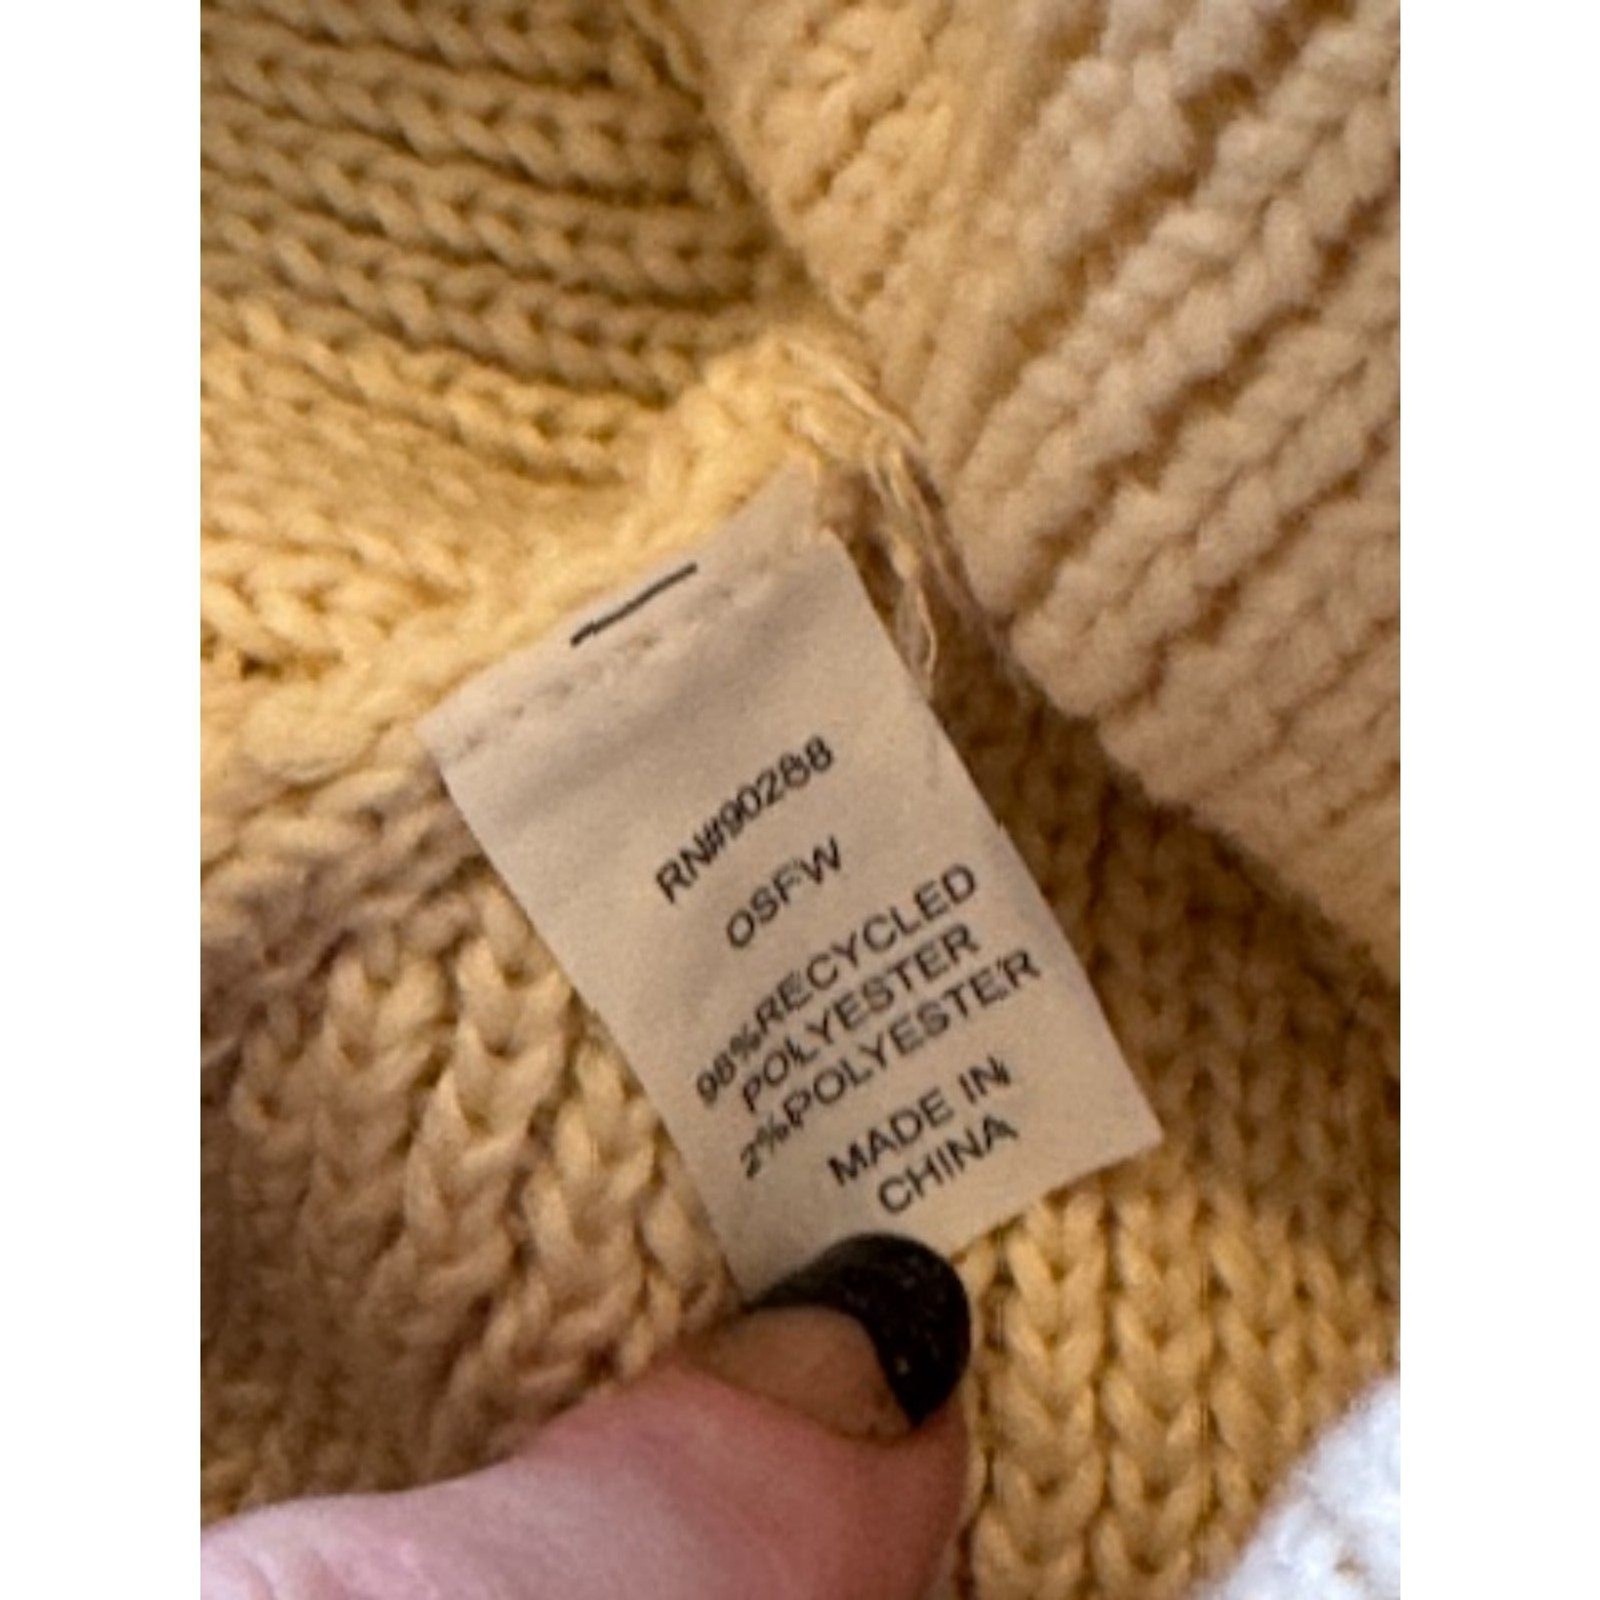 RN#90288
OSFW
98%RECYCLED
POLYESTER
2%POLYESTER
MADE IN
CHINA